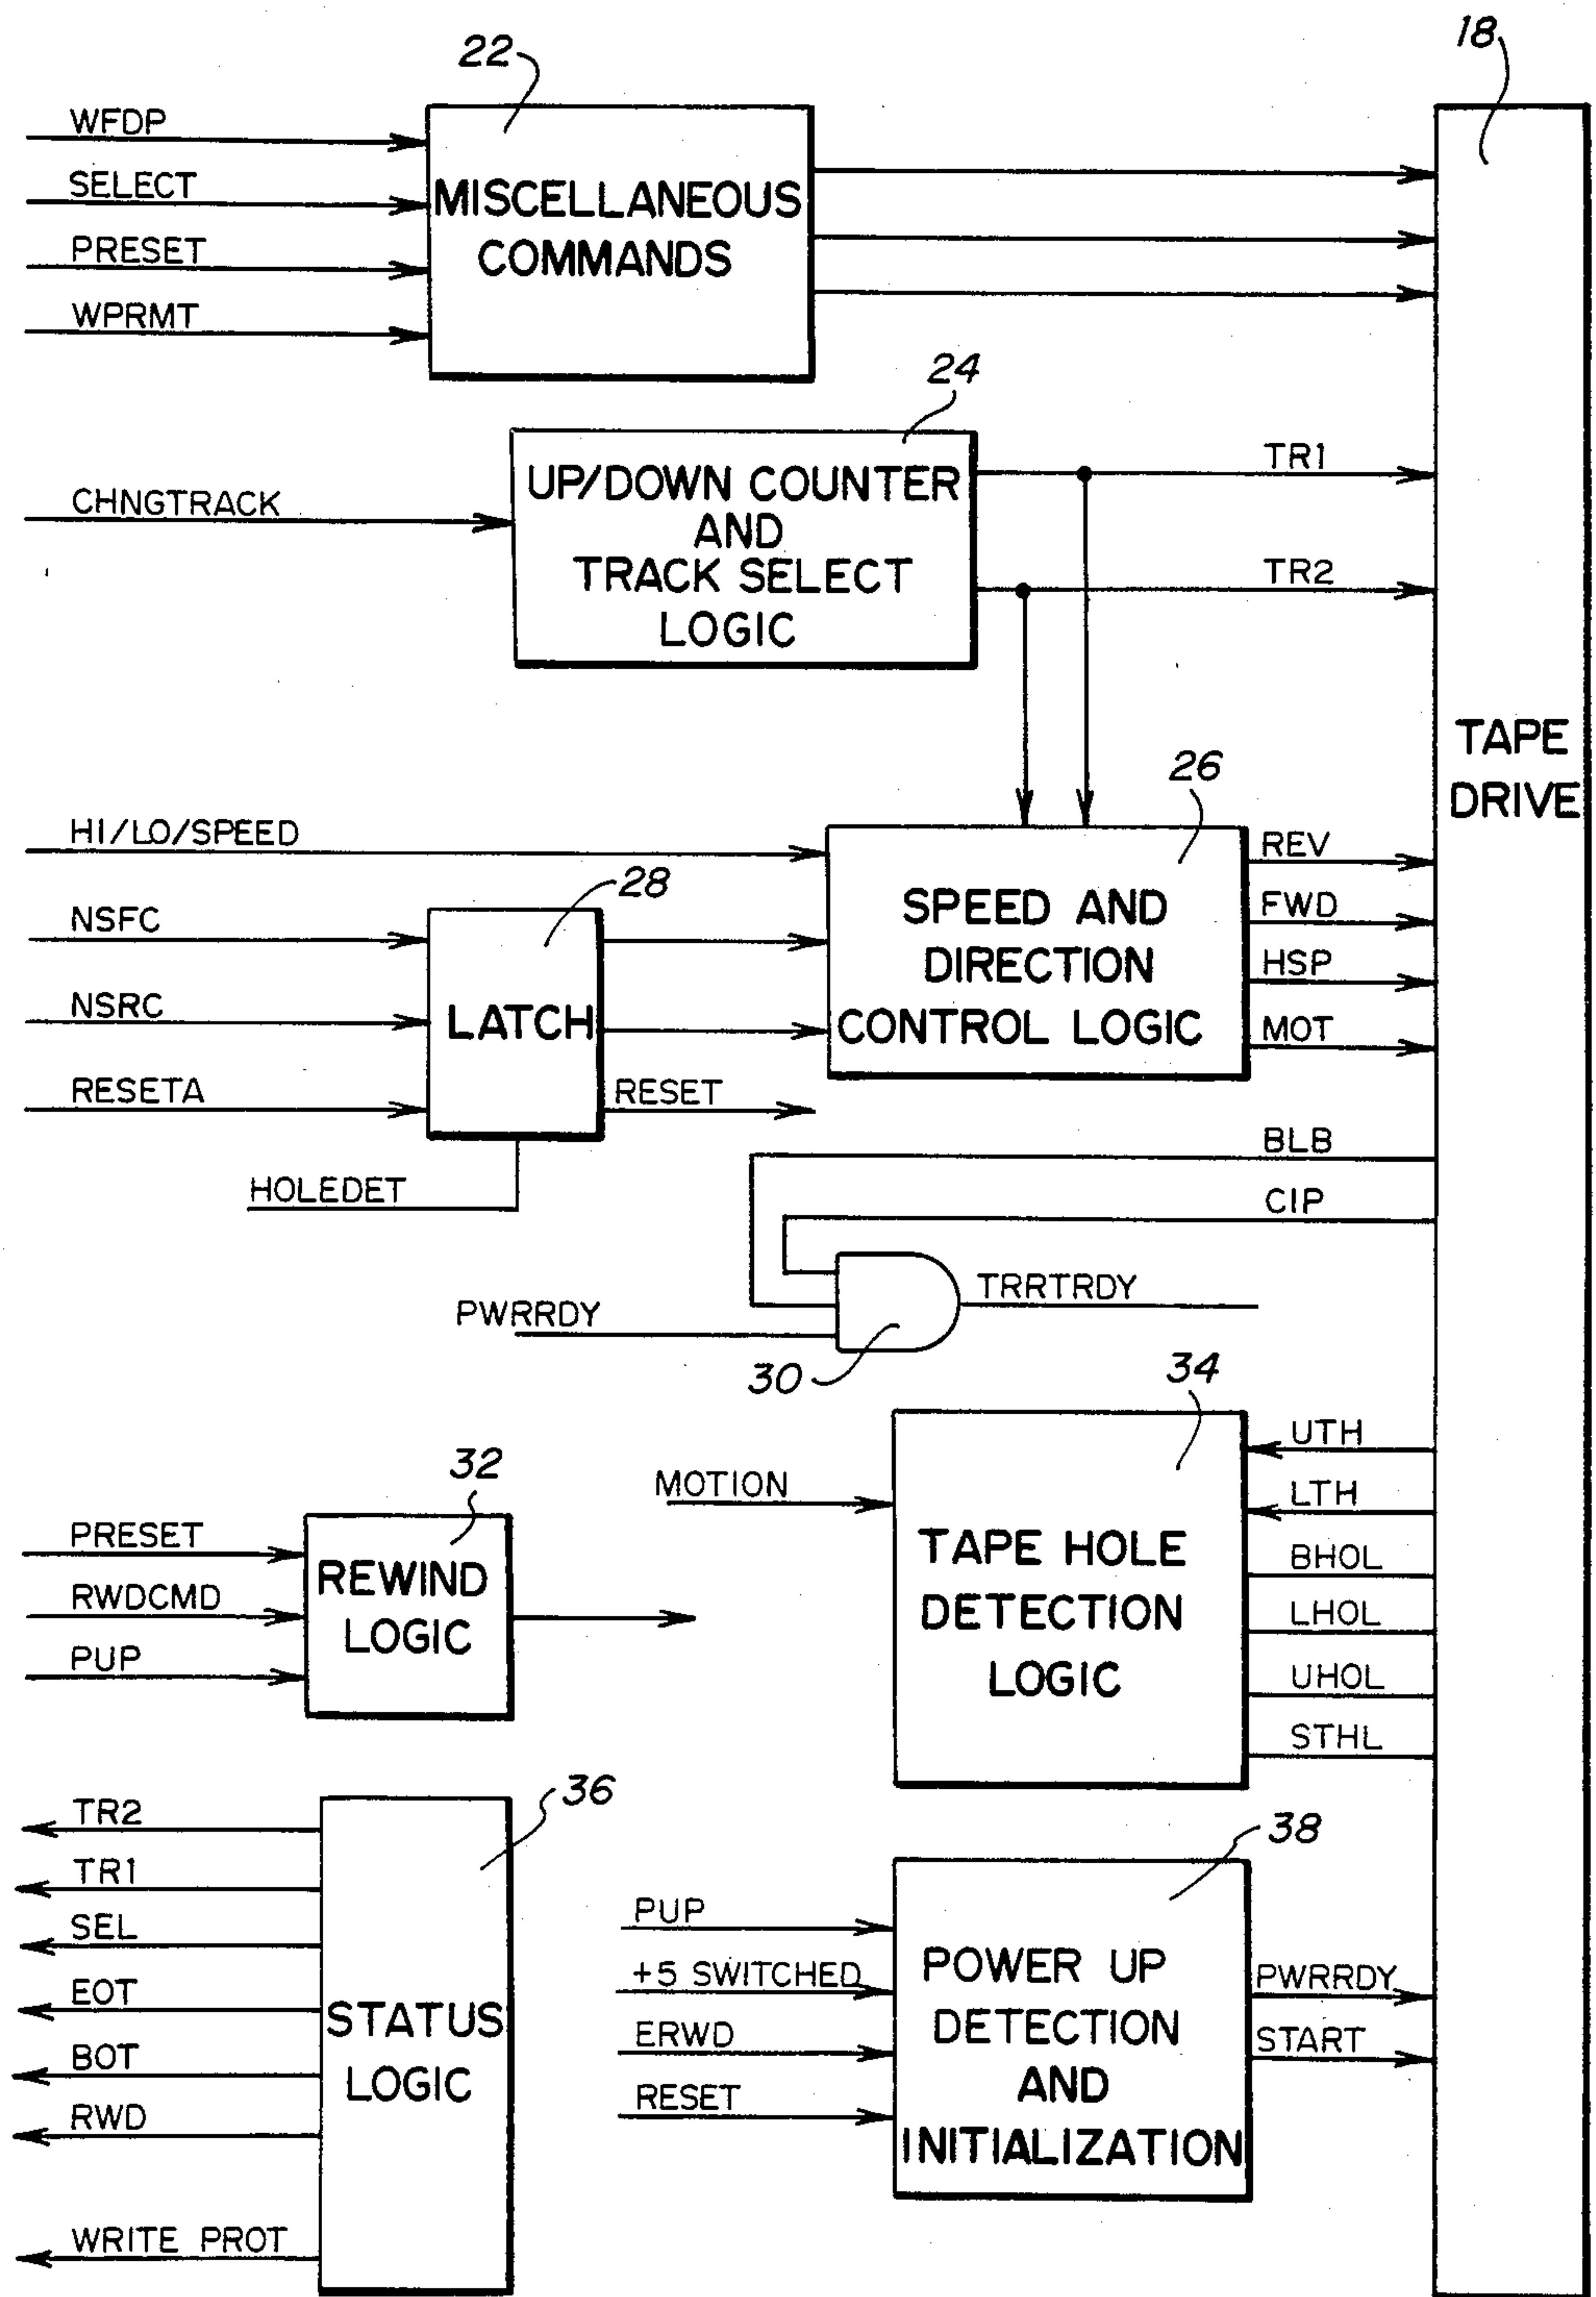 22
18
WFDP
SELECT
PRESET
WPRMT
MISCELLANEOUS
COMMANDS
24
CHNGTRACK
UP/DOWN COUNTER
AND
TRACK SELECT
LOGIC
TR1
TR2
TAPE
DRIVE
26
HI/LO/SPEED
28
NSFC
NSRC
RESETA
LATCH
RESET
HOLEDET
SPEED AND
DIRECTION
CONTROL LOGIC
REV
FWD
HSP
MOT
BLB
CIP
PWRRDY
TRRTRDY
30
34
MOTION
TAPE HOLE
DETECTION
LOGIC
UTH
LTH
BHOL
LHOL
UHOL
STHL
32
PRESET
RWDCMD
PUP
REWIND
LOGIC
36
TR2
TR1
SEL
EOT
BOT
RWD
WRITE PROT
STATUS
LOGIC
38
PUP
+5 SWITCHED
ERWD
RESET
POWER UP
DETECTION
AND
INITIALIZATION
PWRRDY
START